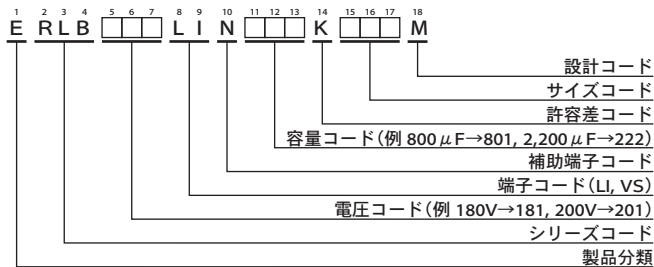 1 2 3 4 5 6 7 8 9 10 11 12 13 14 15 16 17 18
E RLB □□□ LI N □□□ K □□□ M
設計コード
サイズコード
許容差コード
容量コード(例 800μF→801, 2,200μF→222)
補助端子コード
端子コード(LI, VS)
電圧コード(例 180V→181, 200V→201)
シリーズコード
製品分類